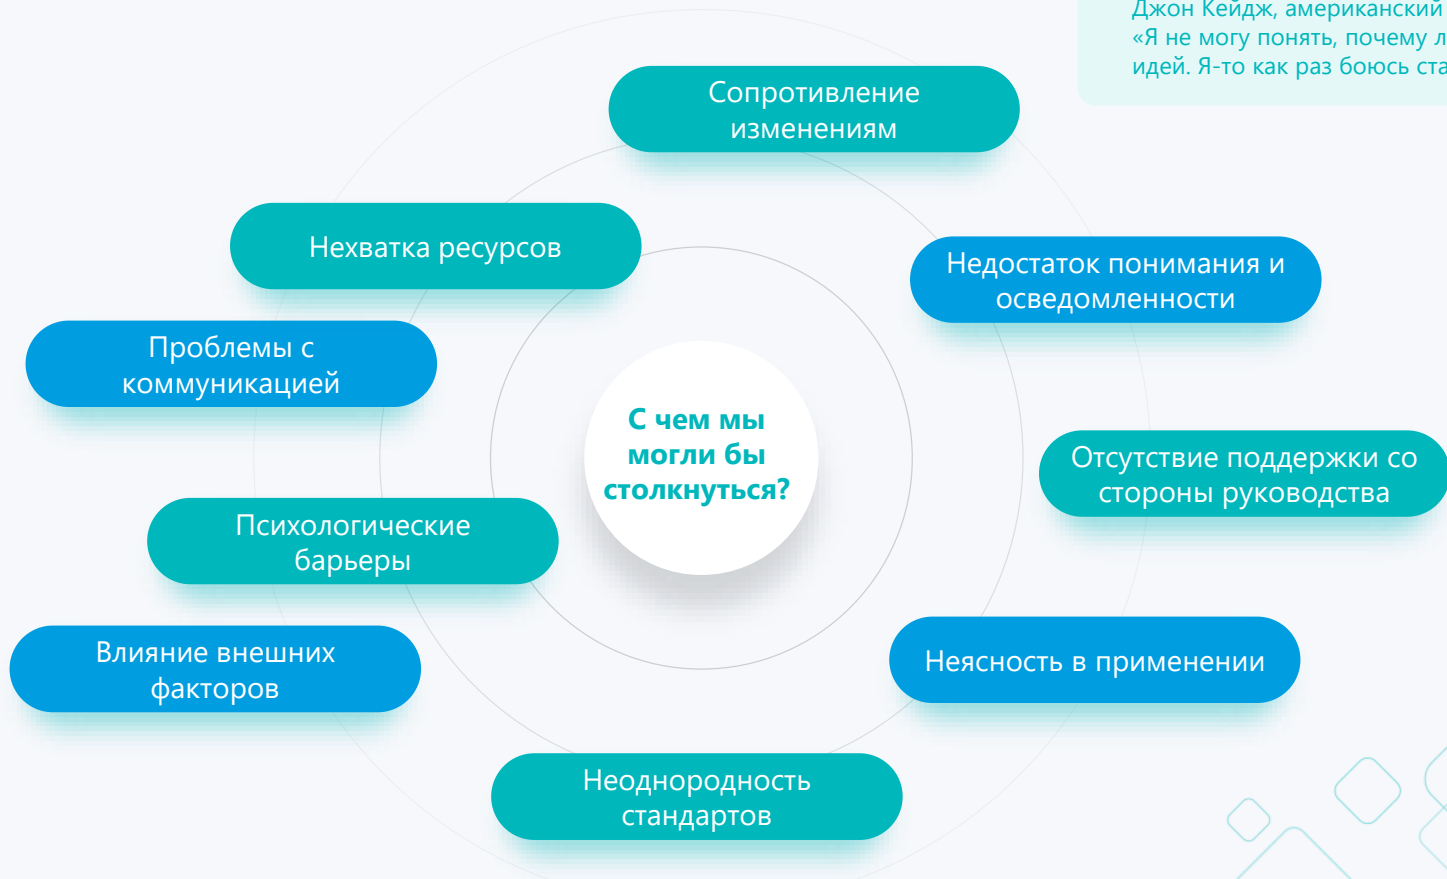 Джон Кейдж, американский
«Я не могу понять, почему
идей. Я-то как раз боюсь
Сопротивление
изменениям
Нехватка ресурсов
Недостаток понимания и
осведомленности
Проблемы с
коммуникацией
С чем мы
могли бы
столкнуться?
Отсутствие поддержки со
стороны руководства
Психологические
барьеры
Влияние внешних
факторов
Неясность в применении
Неоднородность
стандартов